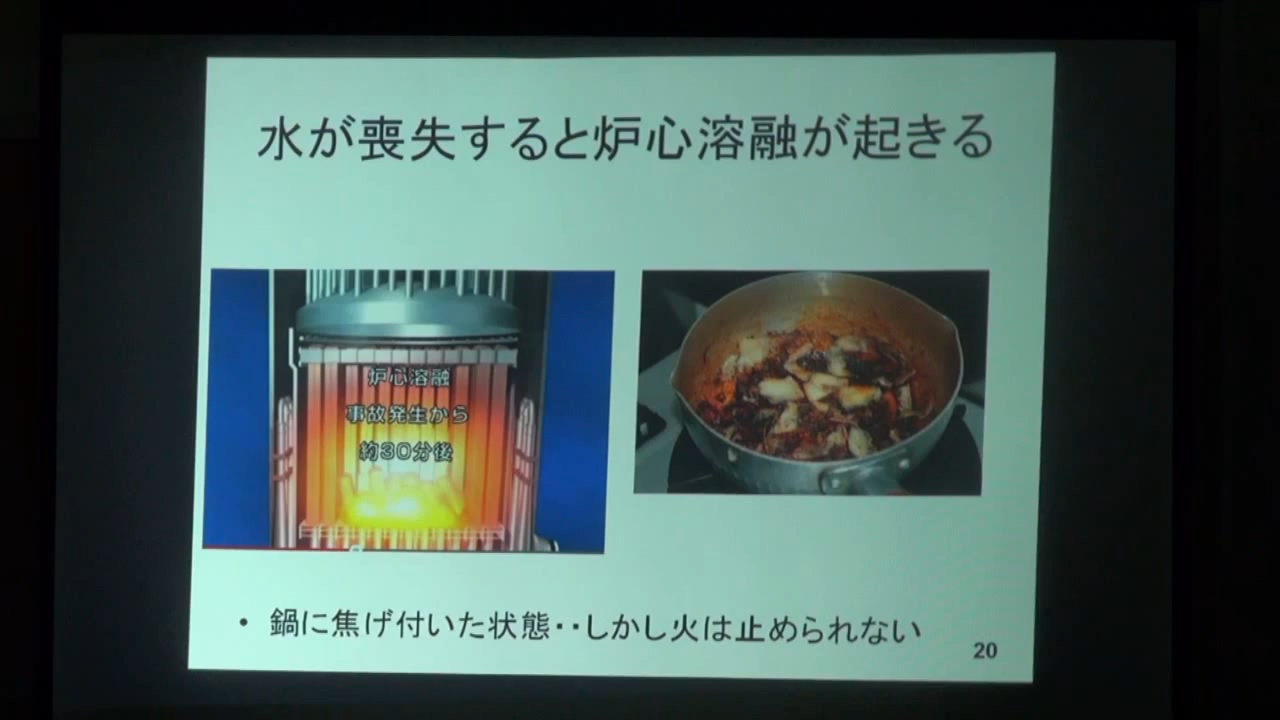 水が喪失すると炉心溶融が起きる
炉心溶融
事故発生から
約30分後
• 鍋に焦げ付いた状態・・しかし火は止められない
20